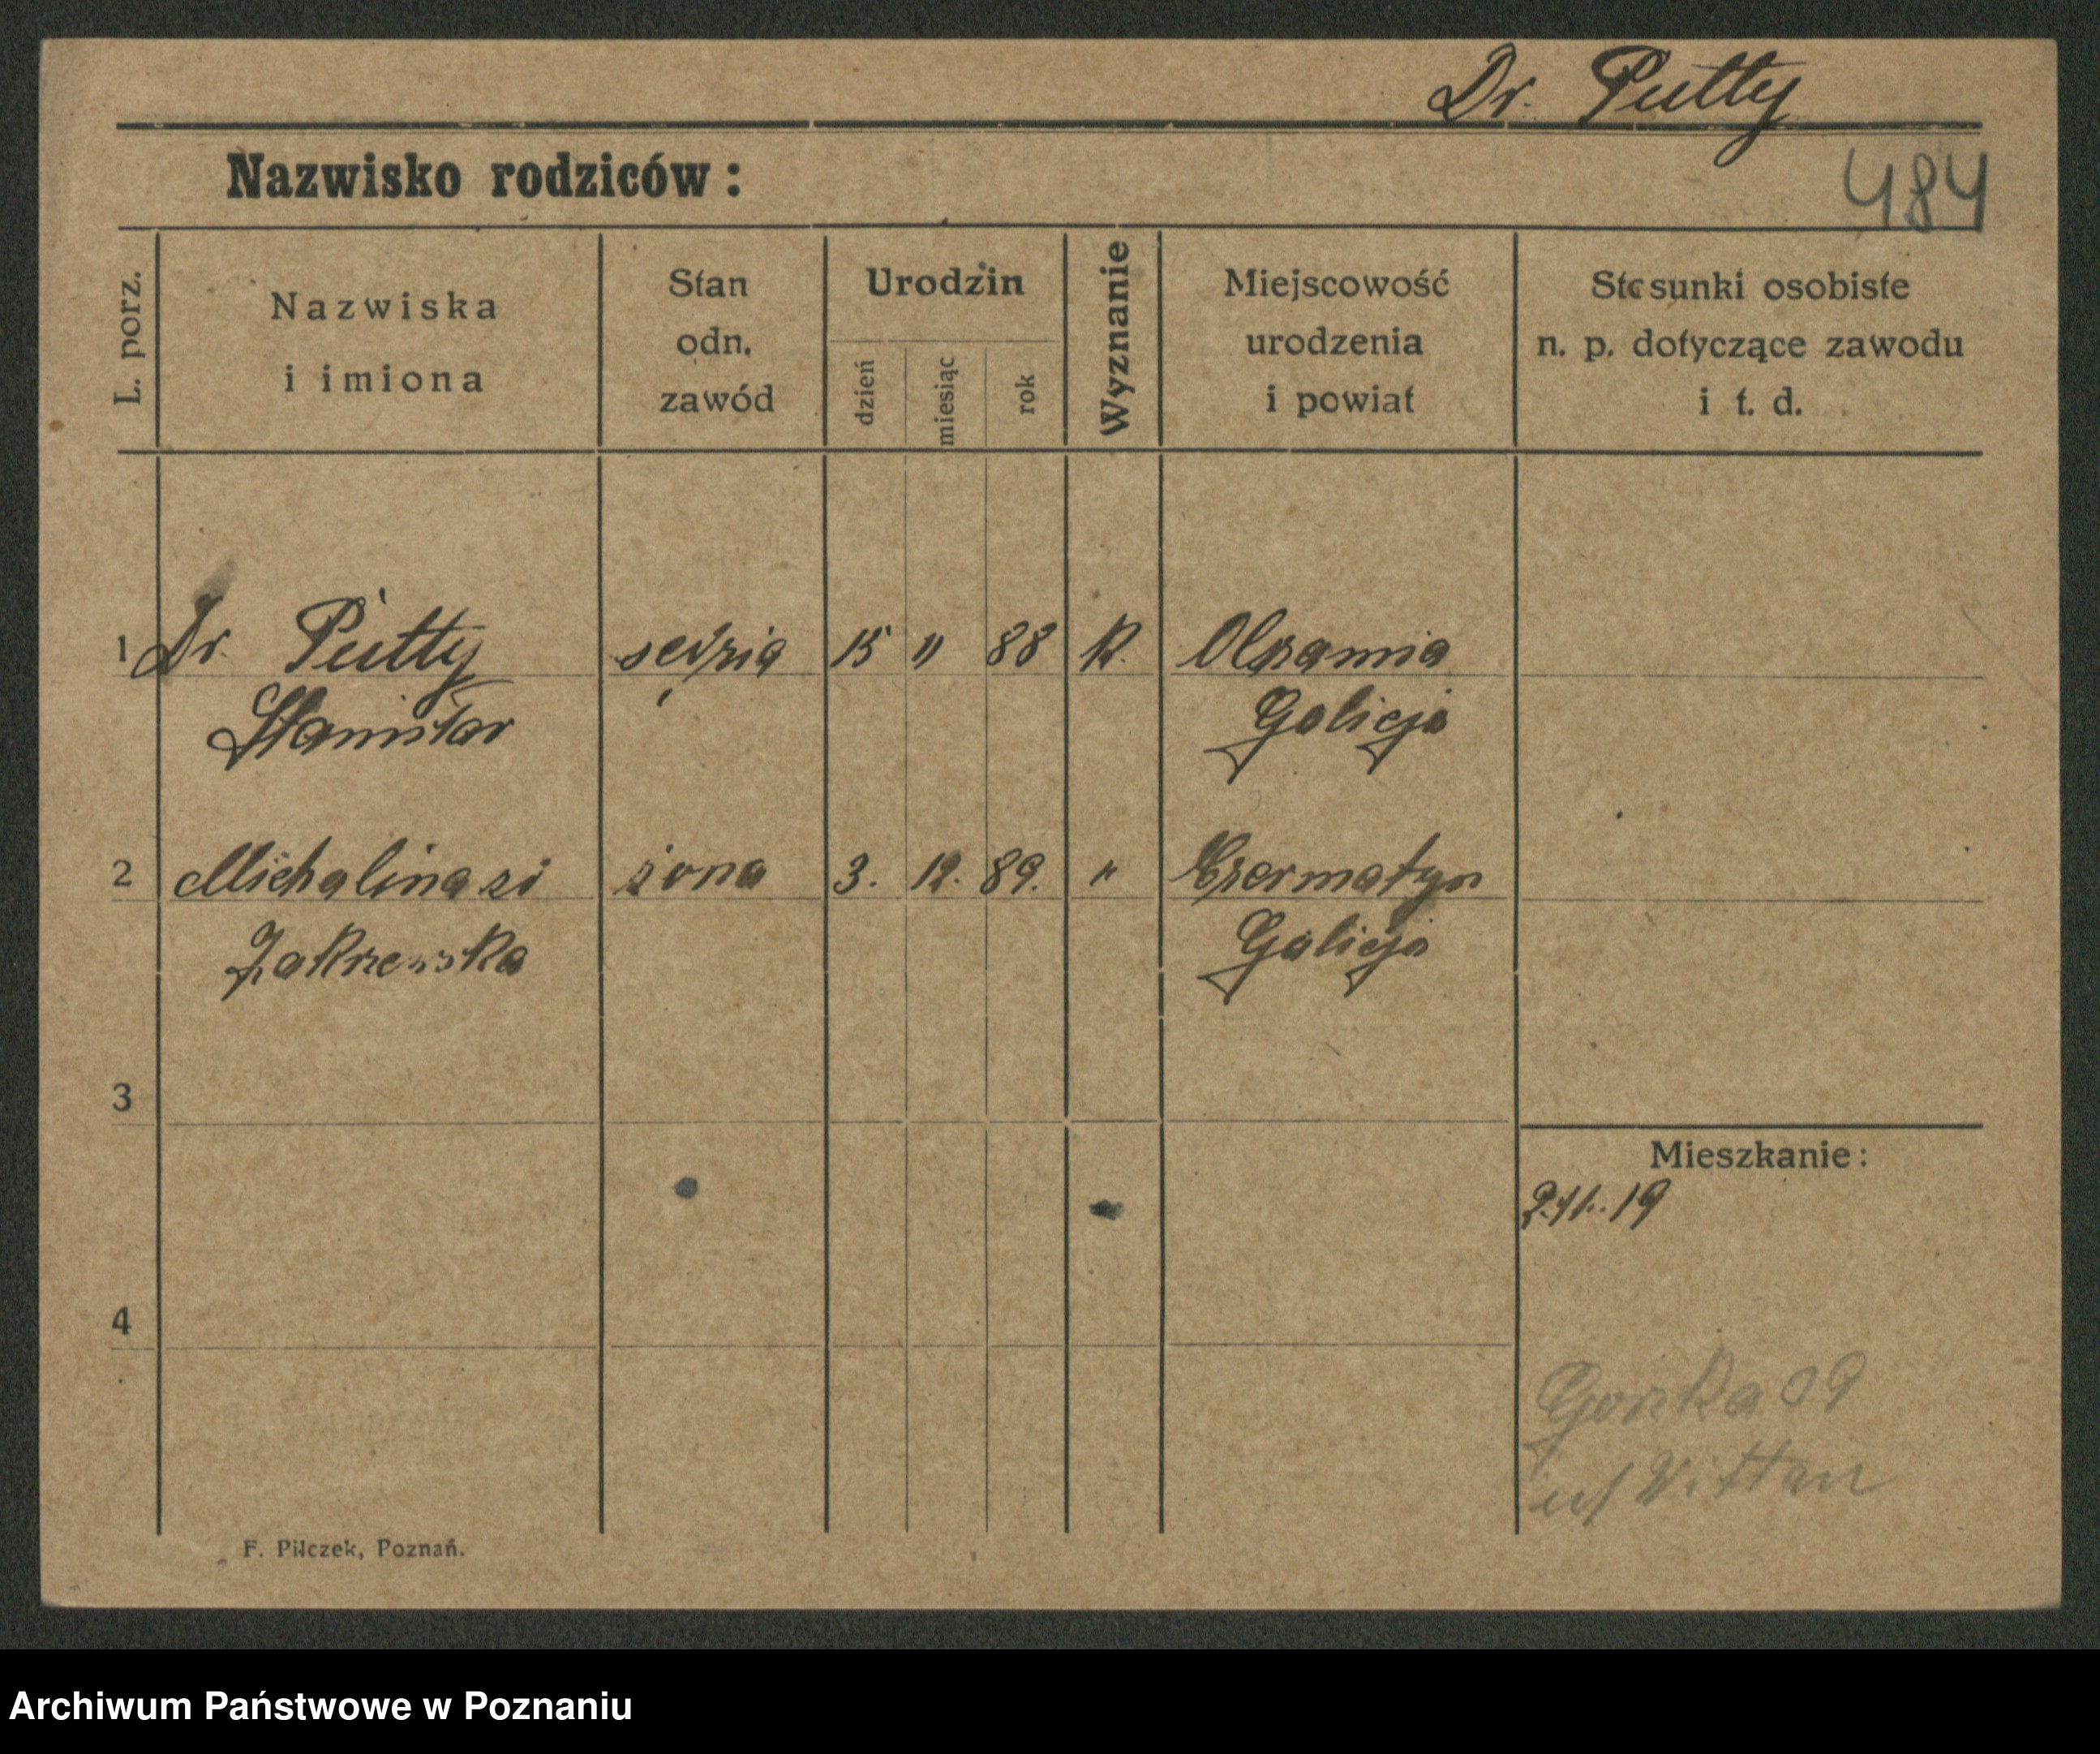 Dr. Putty
Nazwisko rodziców:
484
L. porz.
Nazwiska
i imiona
Stan
odn.
zawód
Urodzin
dzień
miesiąc
rok
Wyznanie
Miejscowość
urodzenia
i powiat
Stosunki osobiste
n. p. dotyczące zawodu
i t. d.
1 Dr. Putty sędzia 15 11 88 K.
Stanisław Galicja
2 Michalina żona 3. 12. 89. "
Zakrzewska Galicja
3
Mieszkanie:
2.11.19
4
F. Pilczek, Poznań.
Archiwum Państwowe w Poznaniu